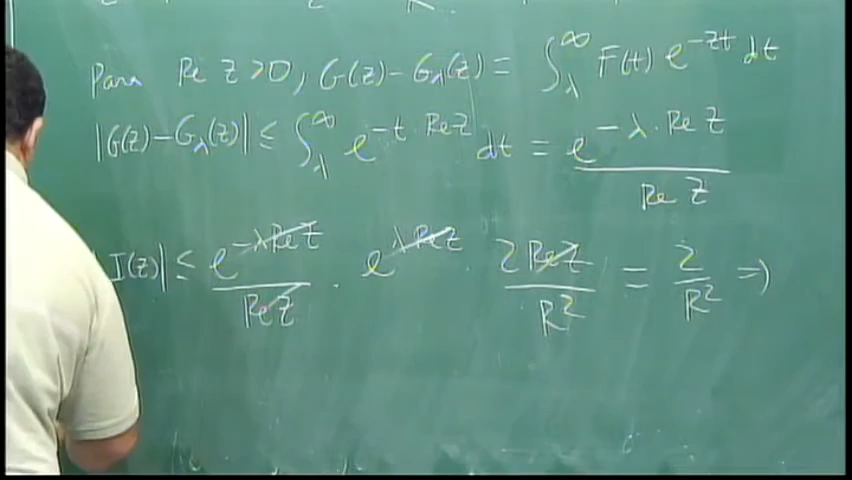 Para Re z > 0, G(z) - G_λ(z) = ∫_λ^∞ F(t) e^{-zt} dt
|G(z) - G_λ(z)| ≤ ∫_λ^∞ e^{-t · Re z} dt = e^{-λ · Re z} / Re z
I(z)| ≤ e^{-λ Re z} / Re z · e^{λ Re z} · 2 Re z / R² = 2 / R² ⇒